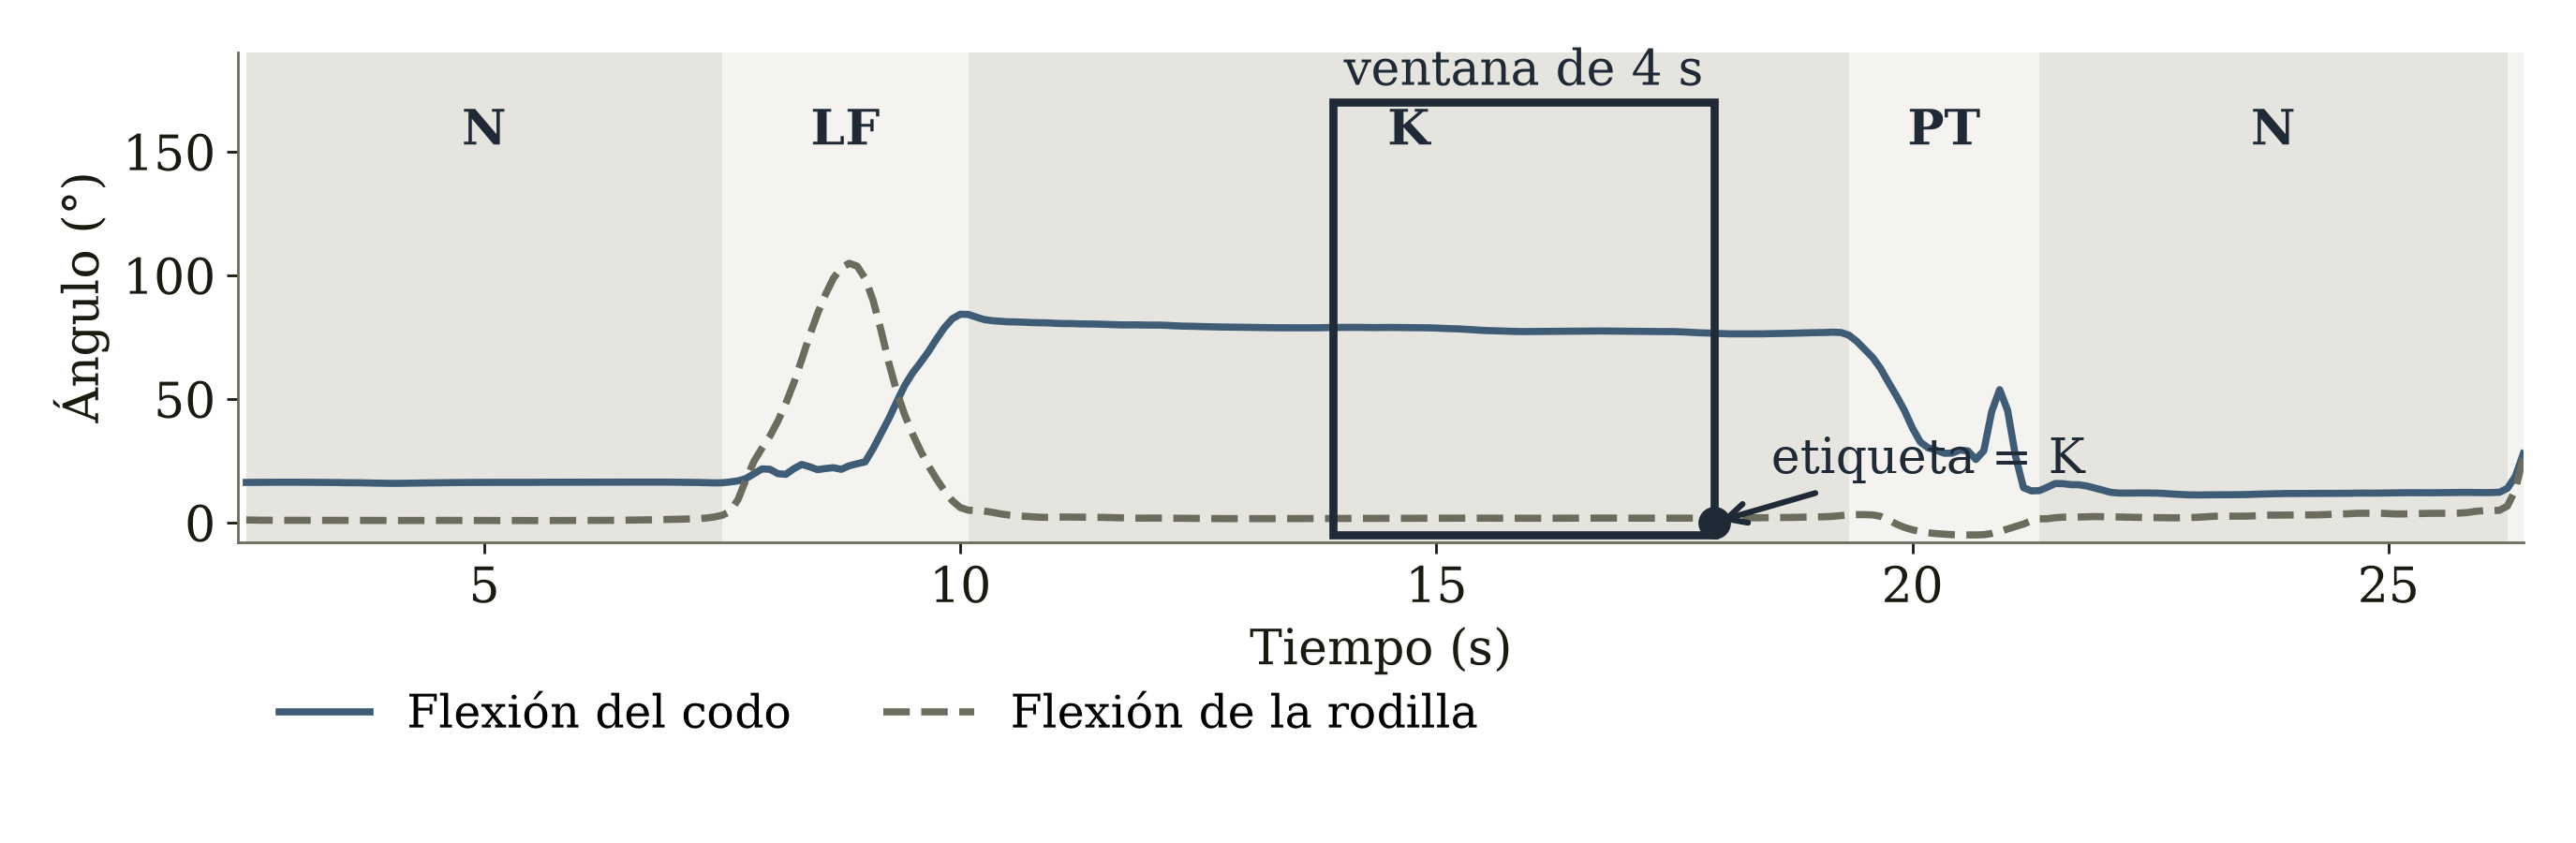 ventana de 4 s
N LF K PT N
150
100
50
0
Ángulo (°)
etiqueta = K
5 10 15 20 25
Tiempo (s)
Flexión del codo Flexión de la rodilla